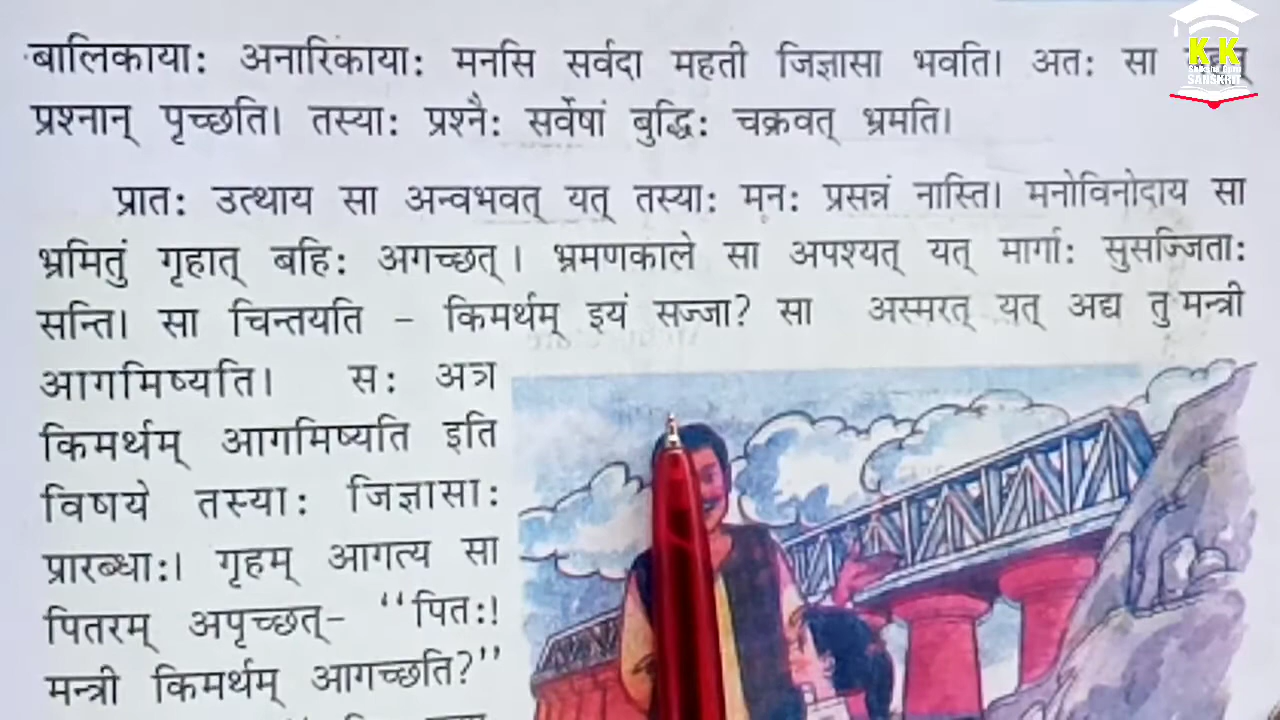 बालिकायाः अनारिकायाः मनसि सर्वदा महती जिज्ञासा भवति। अतः सा
प्रश्नान् पृच्छति। तस्याः प्रश्नैः सर्वेषां बुद्धिः चक्रवत् भ्रमति।
प्रातः उत्थाय सा अन्वभवत् यत् तस्याः मनः प्रसन्नं नास्ति। मनोविनोदाय सा
भ्रमितुं गृहात् बहिः अगच्छत्। भ्रमणकाले सा अपश्यत् यत् मार्गाः सुसज्जिताः
सन्ति। सा चिन्तयति – किमर्थम् इयं सज्जा? सा अस्मरत् यत् अद्य तु मन्त्री
आगमिष्यति। सः अत्र
किमर्थम् आगमिष्यति इति
विषये तस्याः जिज्ञासाः
प्रारब्धाः। गृहम् आगत्य सा
पितरम् अपृच्छत्– “पितः!
मन्त्री किमर्थम् आगच्छति?”
K K
SANSKRIT